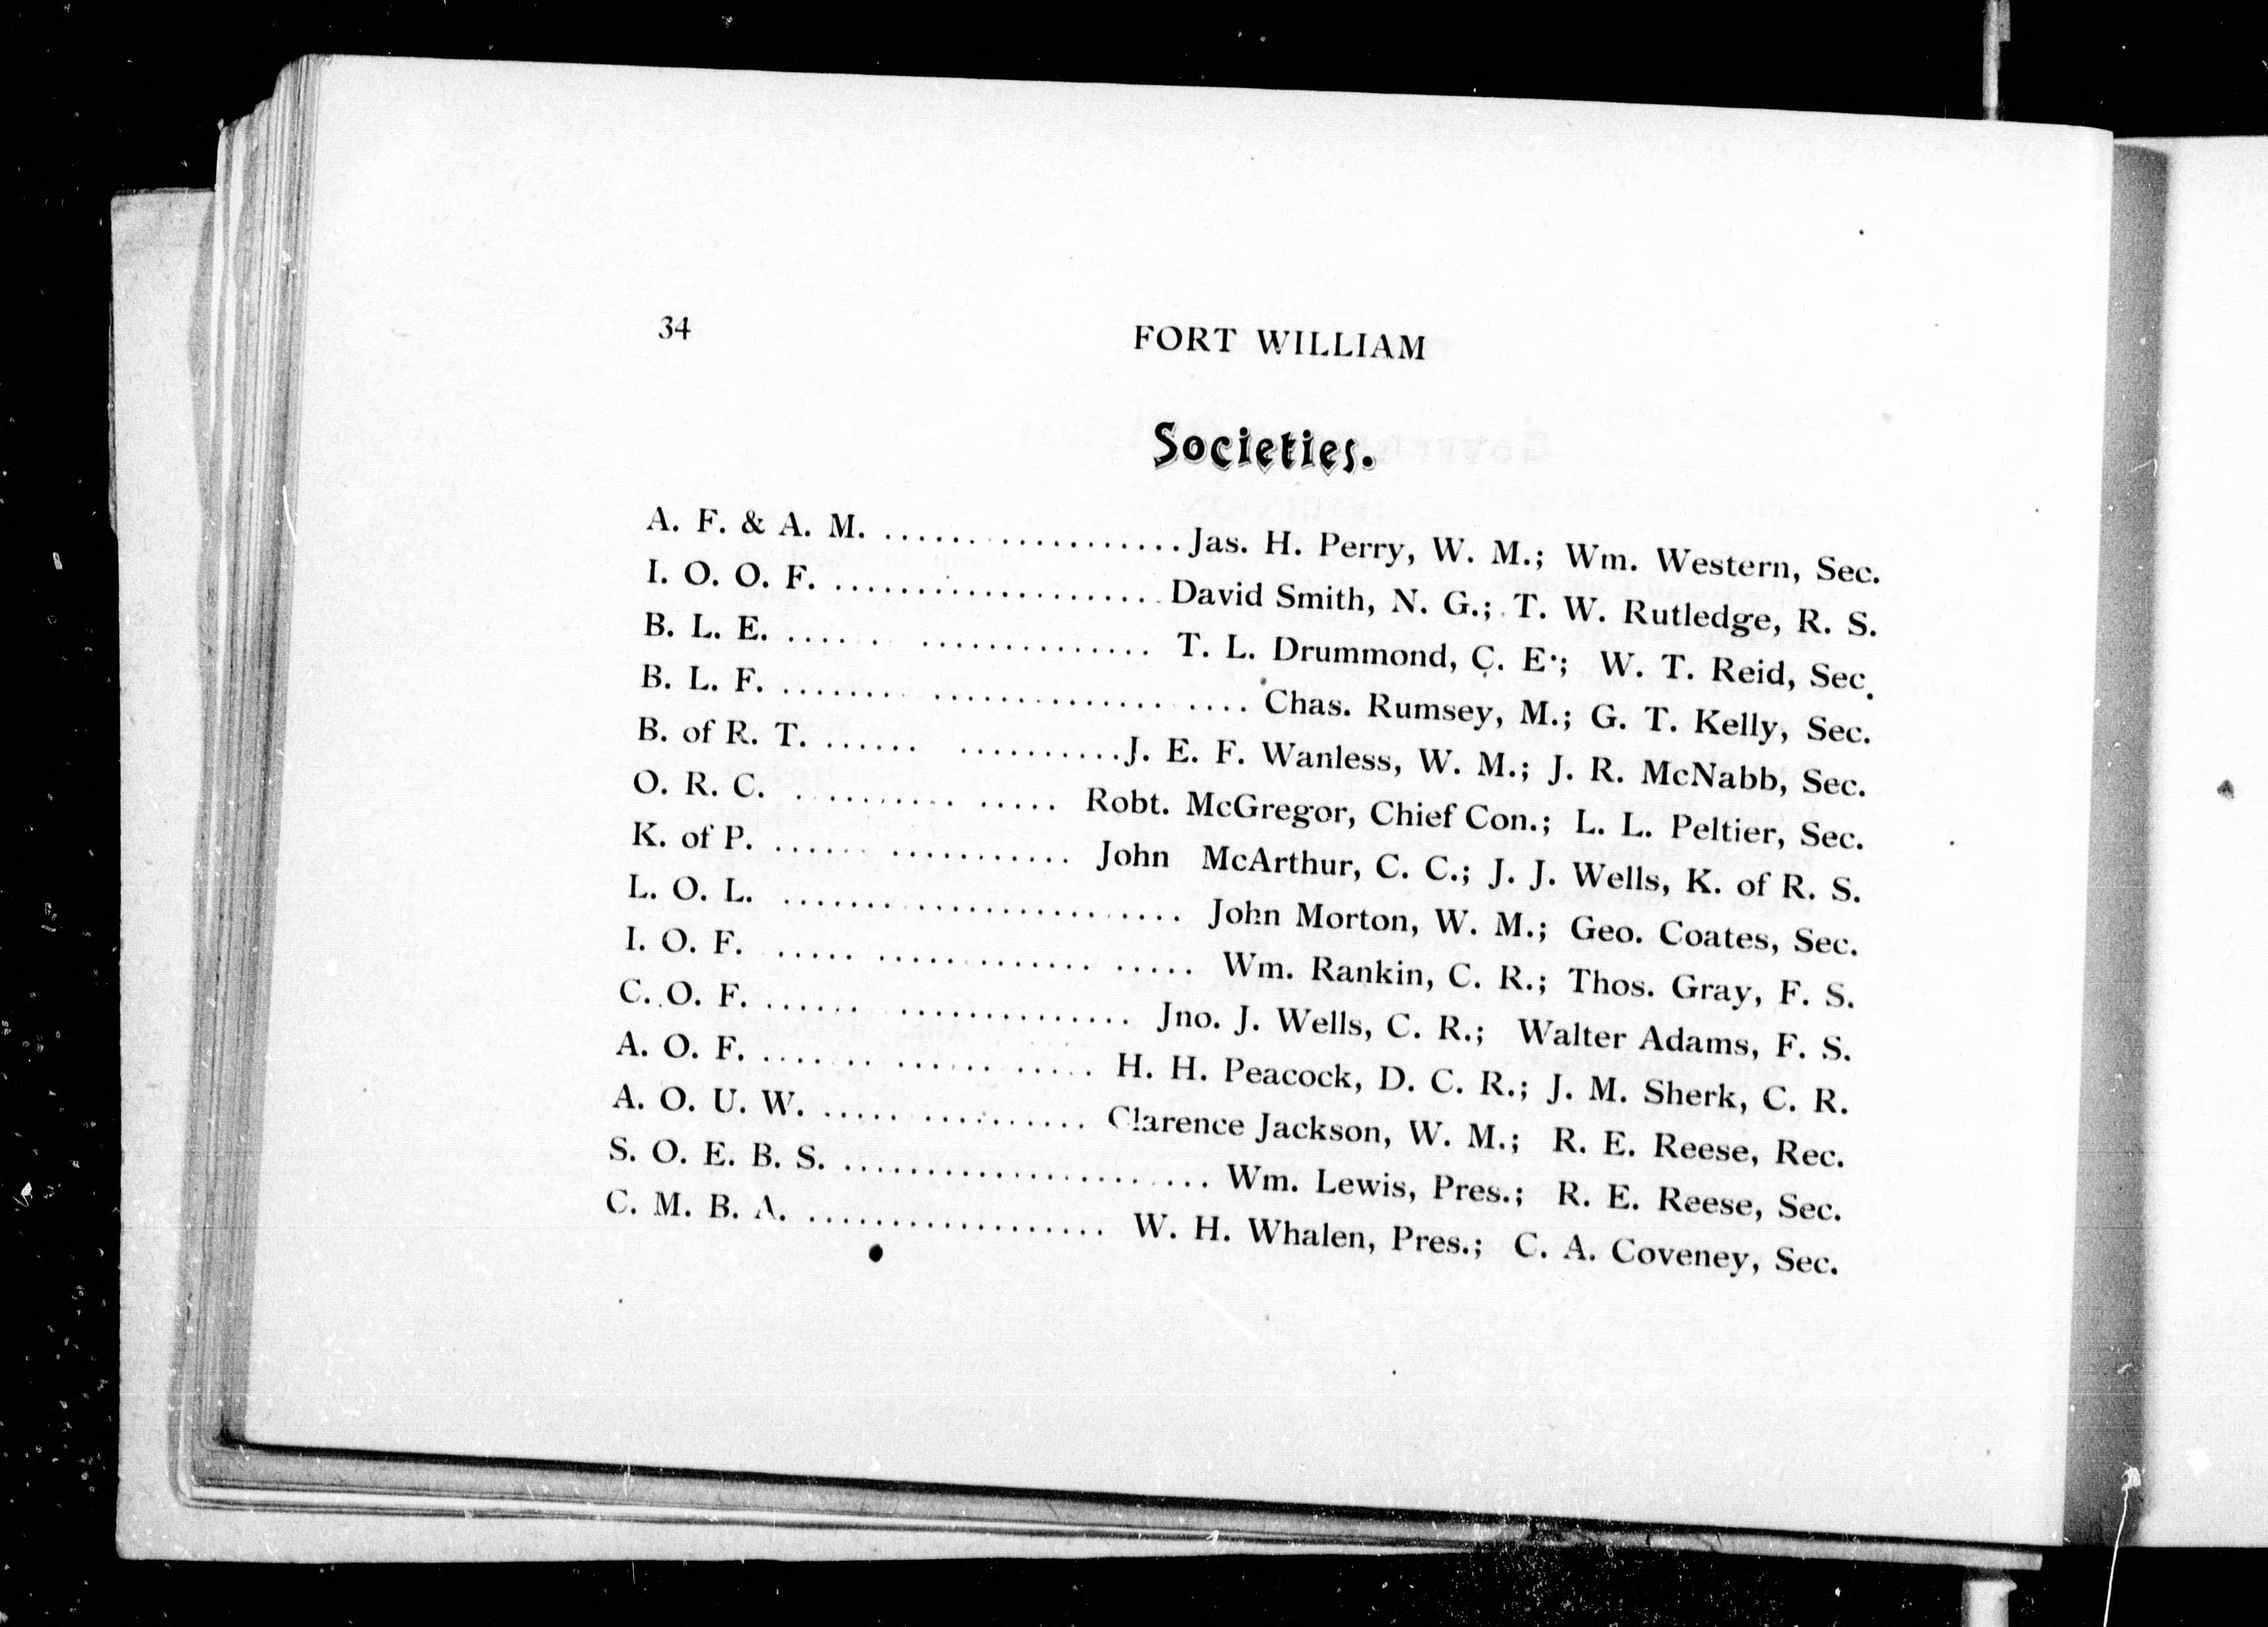 34
FORT WILLIAM
Societies.
A. F. & A. M. .................. Jas. H. Perry, W. M.; Wm. Western, Sec.
I. O. O. F. .................... David Smith, N. G.; T. W. Rutledge, R. S.
B. L. E. ...... .............. T. L. Drummond, C. E.; W. T. Reid, Sec.
B. L. F. ........ ................... Chas. Rumsey, M.; G. T. Kelly, Sec.
B. of R. T. ...... .......... J. E. F. Wanless, W. M.; J. R. McNabb, Sec.
O. R. C. .......... ..... Robt. McGregor, Chief Con.; L. L. Peltier, Sec.
K. of P. ...... ........... John McArthur, C. C.; J. J. Wells, K. of R. S.
L. O. L. ........................ John Morton, W. M.; Geo. Coates, Sec.
I. O. F. ..... ............. ..... Wm. Rankin, C. R.; Thos. Gray, F. S.
C. O. F. ...... .............. Jno. J. Wells, C. R.; Walter Adams, F. S.
A. O. F. ....... ...... ..... H. H. Peacock, D. C. R.; J. M. Sherk, C. R.
A. O. U. W. ..... .......... Clarence Jackson, W. M.; R. E. Reese, Rec.
S. O. E. B. S. ...................... Wm. Lewis, Pres.; R. E. Reese, Sec.
C. M. B. A. .................. W. H. Whalen, Pres.; C. A. Coveney, Sec.